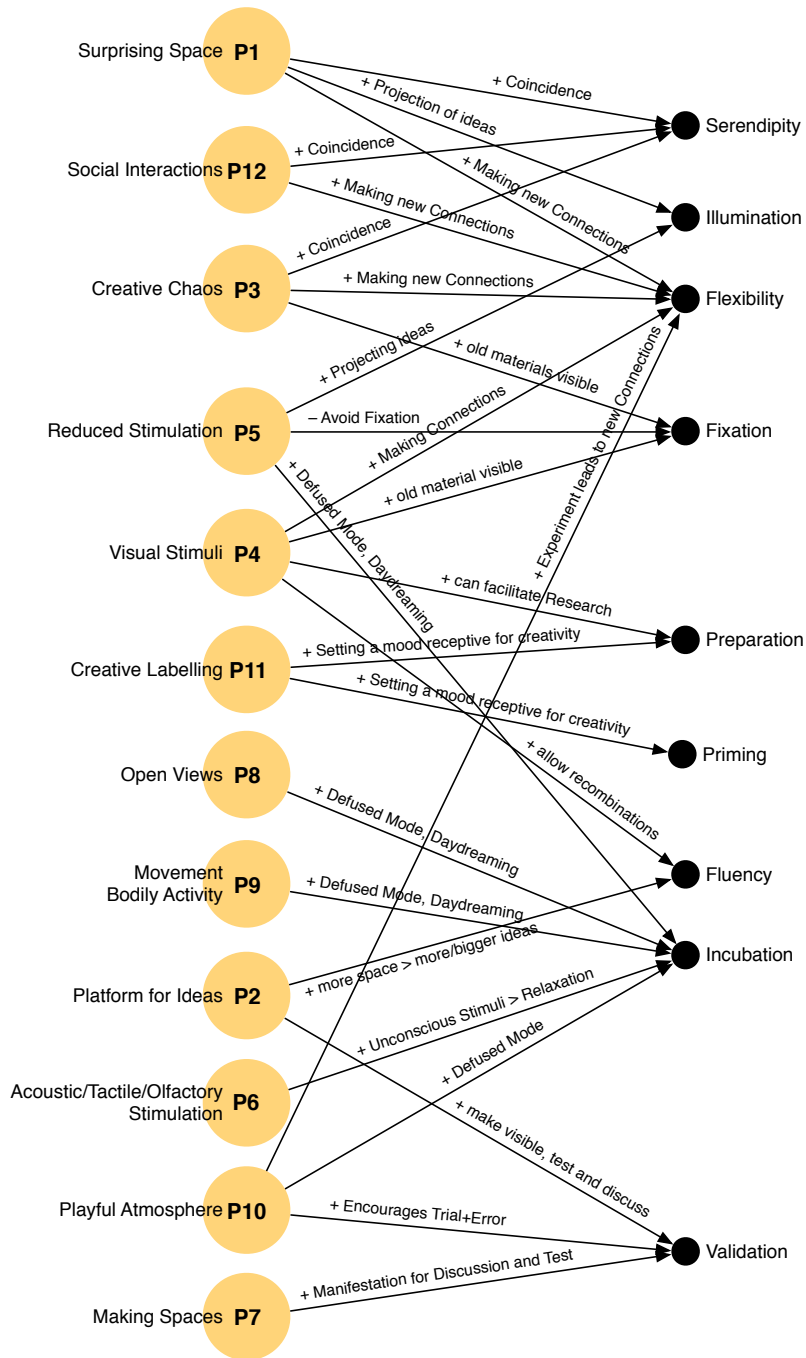 Surprising Space P1
+ Coincidence
+ Projection of ideas
Serendipity
+ Coincidence
Social Interactions P12
+ Making new Connections
+ Making new Connections
Illumination
+ Coincidence
Creative Chaos P3
+ Making new Connections
Flexibility
+ Projecting ideas
+ old materials visible
+ Experiment leads to new Connections
Reduced Stimulation P5
– Avoid Fixation
Fixation
+ Making Connections
+ old material visible
+ Defused Mode, Daydreaming
Visual Stimuli P4
+ can facilitate Research
Preparation
+ Setting a mood receptive for creativity
Creative Labelling P11
+ Setting a mood receptive for creativity
Priming
+ allow recombinations
Open Views P8
+ Defused Mode, Daydreaming
Fluency
Movement
Bodily Activity P9
+ Defused Mode, Daydreaming
Incubation
+ more space > more/bigger ideas
Platform for Ideas P2
+ Unconscious Stimuli > Relaxation
+ Defused Mode
Acoustic/Tactile/Olfactory
Stimulation P6
+ make visible, test and discuss
Playful Atmosphere P10
+ Encourages Trial+Error
Validation
+ Manifestation for Discussion and Test
Making Spaces P7